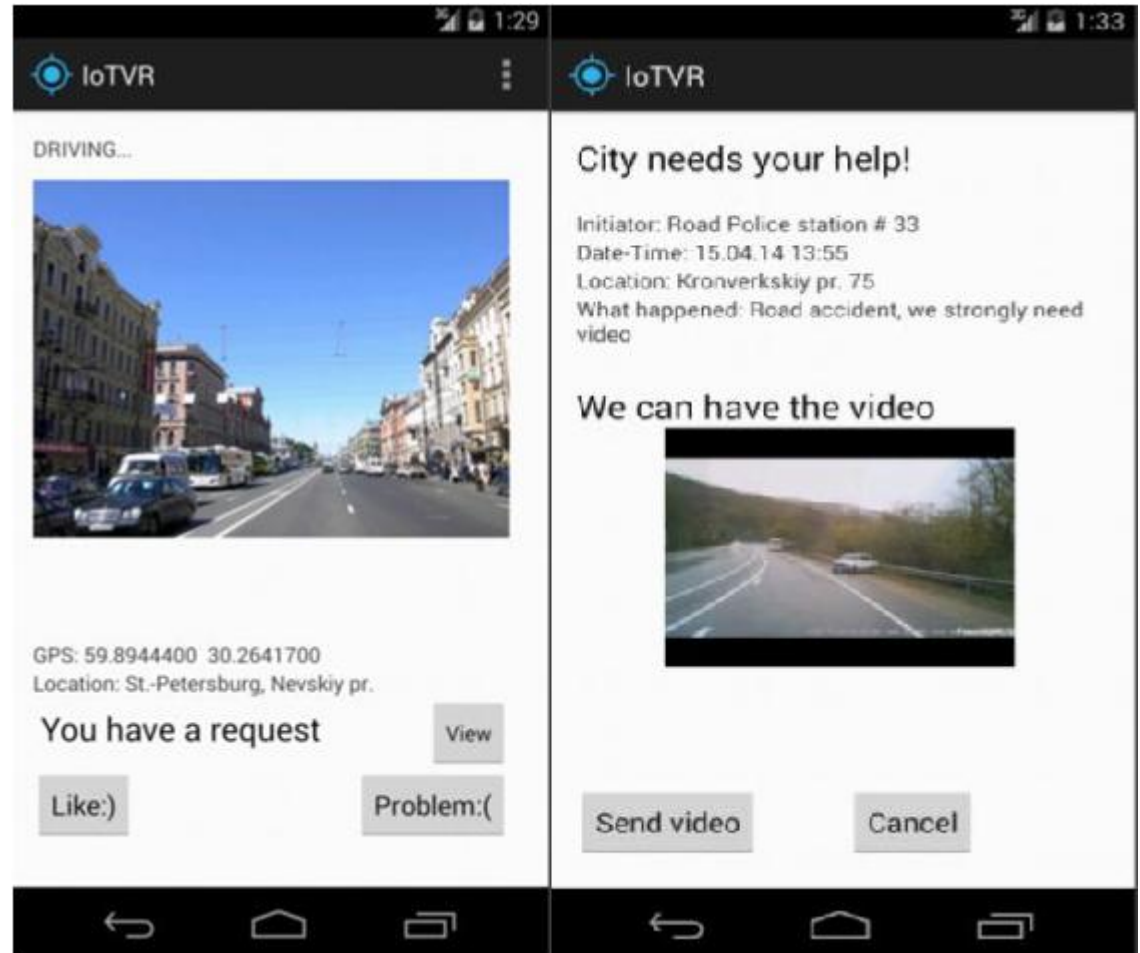 3G 1:29
IoTVR
DRIVING...
GPS: 59.8944400 30.2641700
Location: St.-Petersburg, Nevskiy pr.
You have a request
View
Like:)
Problem:(
3G 1:33
IoTVR
City needs your help!
Initiator: Road Police station # 33
Date-Time: 15.04.14 13:55
Location: Kronverkskiy pr. 75
What happened: Road accident, we strongly need
video
We can have the video
Send video
Cancel